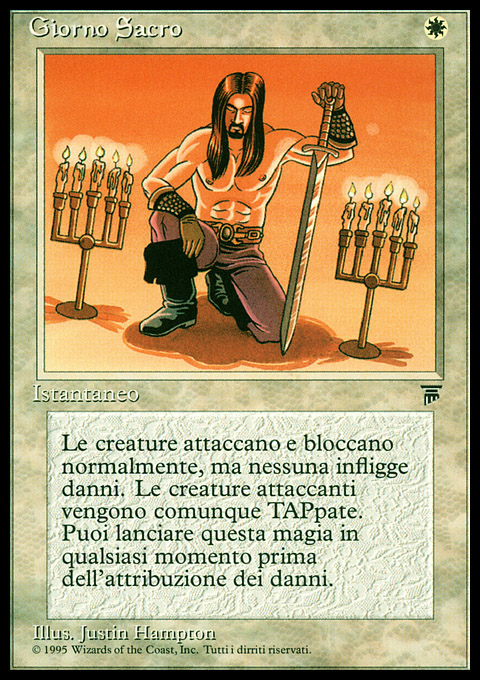 Giorno Sacro
Istantaneo
Le creature attaccano e bloccano
normalmente, ma nessuna infligge
danni. Le creature attaccanti
vengono comunque TAPpate.
Puoi lanciare questa magia in
qualsiasi momento prima
dell'attribuzione dei danni.
Illus. Justin Hampton
© 1995 Wizards of the Coast, Inc. Tutti i dirriti riservati.